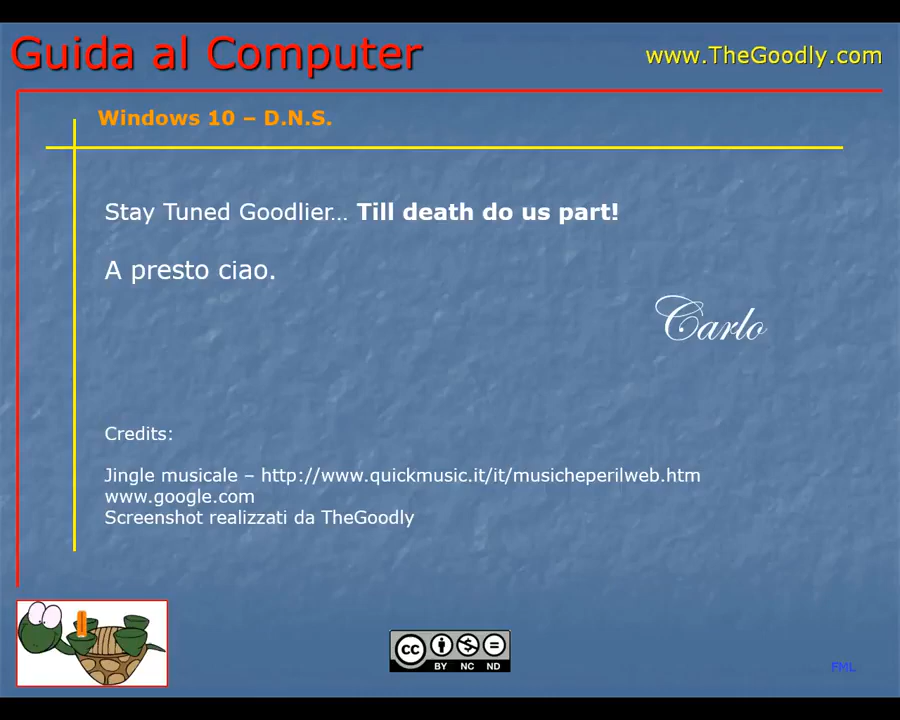 Guida al Computer
www.TheGoodly.com
Windows 10 – D.N.S.
Stay Tuned Goodlier... Till death do us part!
A presto ciao.
Carlo
Credits:
Jingle musicale – http://www.quickmusic.it/it/musicheperilweb.htm
www.google.com
Screenshot realizzati da TheGoodly
cc
BY NC ND
FML